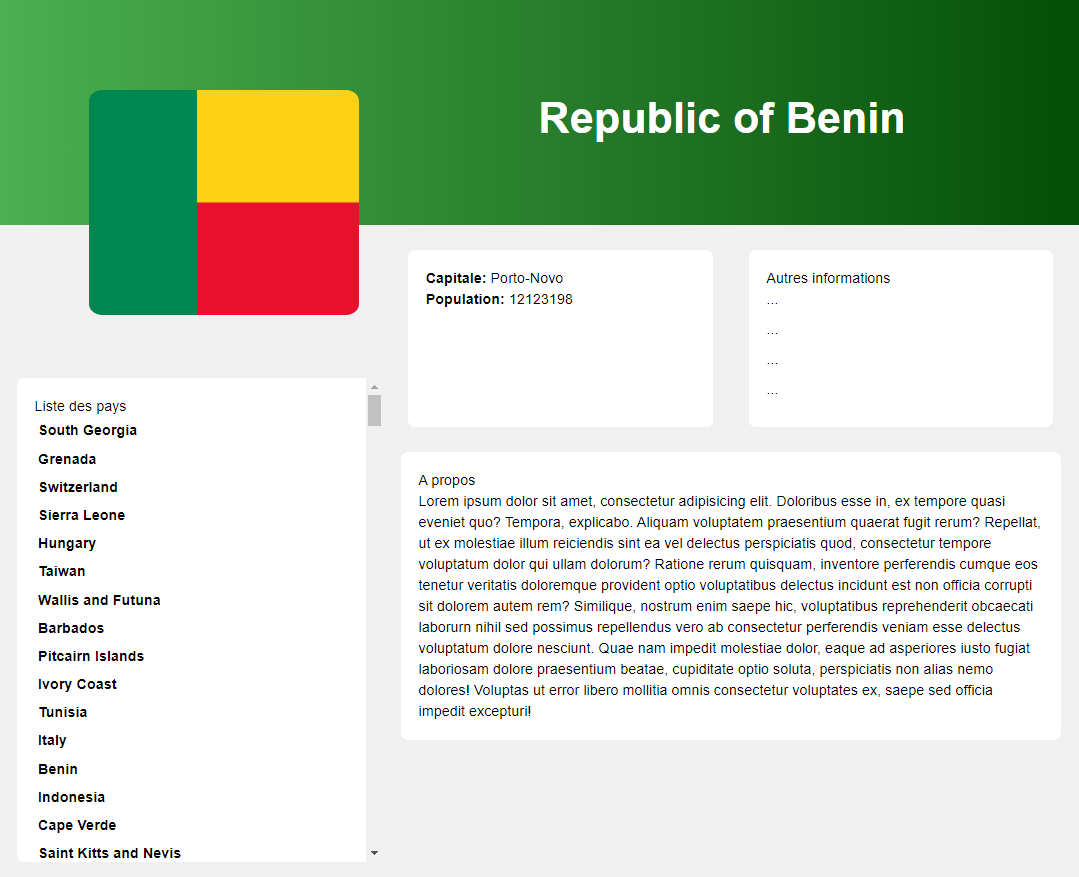 Republic of Benin
Capitale: Porto-Novo
Population: 12123198
Autres informations
...
...
...
...
Liste des pays
South Georgia
Grenada
Switzerland
Sierra Leone
Hungary
Taiwan
Wallis and Futuna
Barbados
Pitcairn Islands
Ivory Coast
Tunisia
Italy
Benin
Indonesia
Cape Verde
Saint Kitts and Nevis
A propos
Lorem ipsum dolor sit amet, consectetur adipisicing elit. Doloribus esse in, ex tempore quasi
eveniet quo? Tempora, explicabo. Aliquam voluptatem praesentium quaerat fugit rerum? Repellat,
ut ex molestiae illum reiciendis sint ea vel delectus perspiciatis quod, consectetur tempore
voluptatum dolor qui ullam dolorum? Ratione rerum quisquam, inventore perferendis cumque eos
tenetur veritatis doloremque provident optio voluptatibus delectus incidunt est non officia corrupti
sit dolorem autem rem? Similique, nostrum enim saepe hic, voluptatibus reprehenderit obcaecati
laborurn nihil sed possimus repellendus vero ab consectetur perferendis veniam esse delectus
voluptatum dolore nesciunt. Quae nam impedit molestiae dolor, eaque ad asperiores iusto fugiat
laboriosam dolore praesentium beatae, cupiditate optio soluta, perspiciatis non alias nemo
dolores! Voluptas ut error libero mollitia omnis consectetur voluptates ex, saepe sed officia
impedit excepturi!